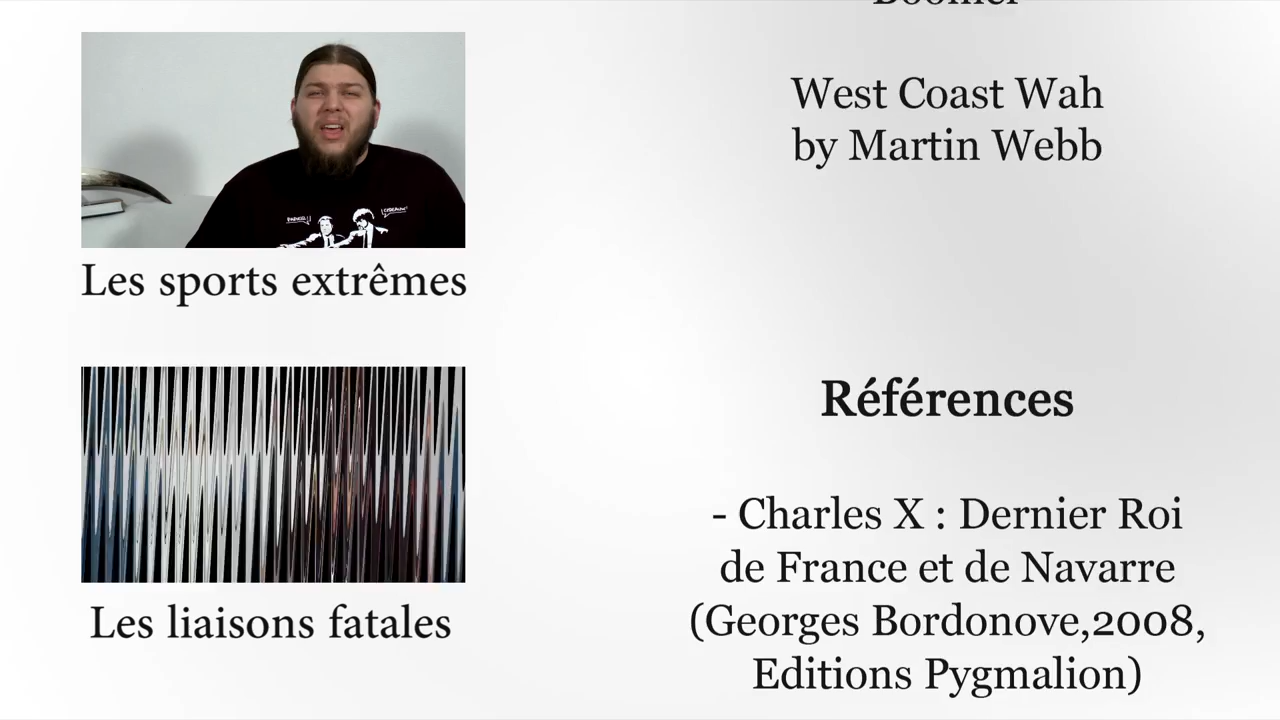 West Coast Wah
by Martin Webb
Les sports extrêmes
Références
- Charles X : Dernier Roi
de France et de Navarre
(Georges Bordonove,2008,
Editions Pygmalion)
Les liaisons fatales